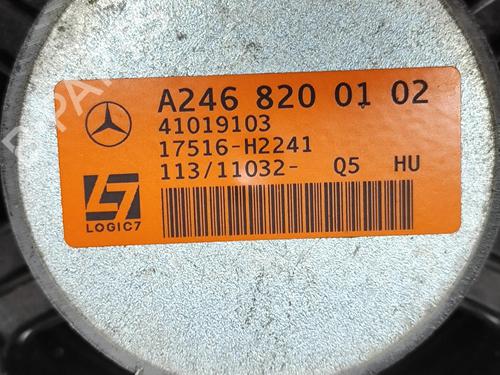 A246 820 01 02
41019103
17516-H2241
113/11032- Q5 HU
LOGIC7